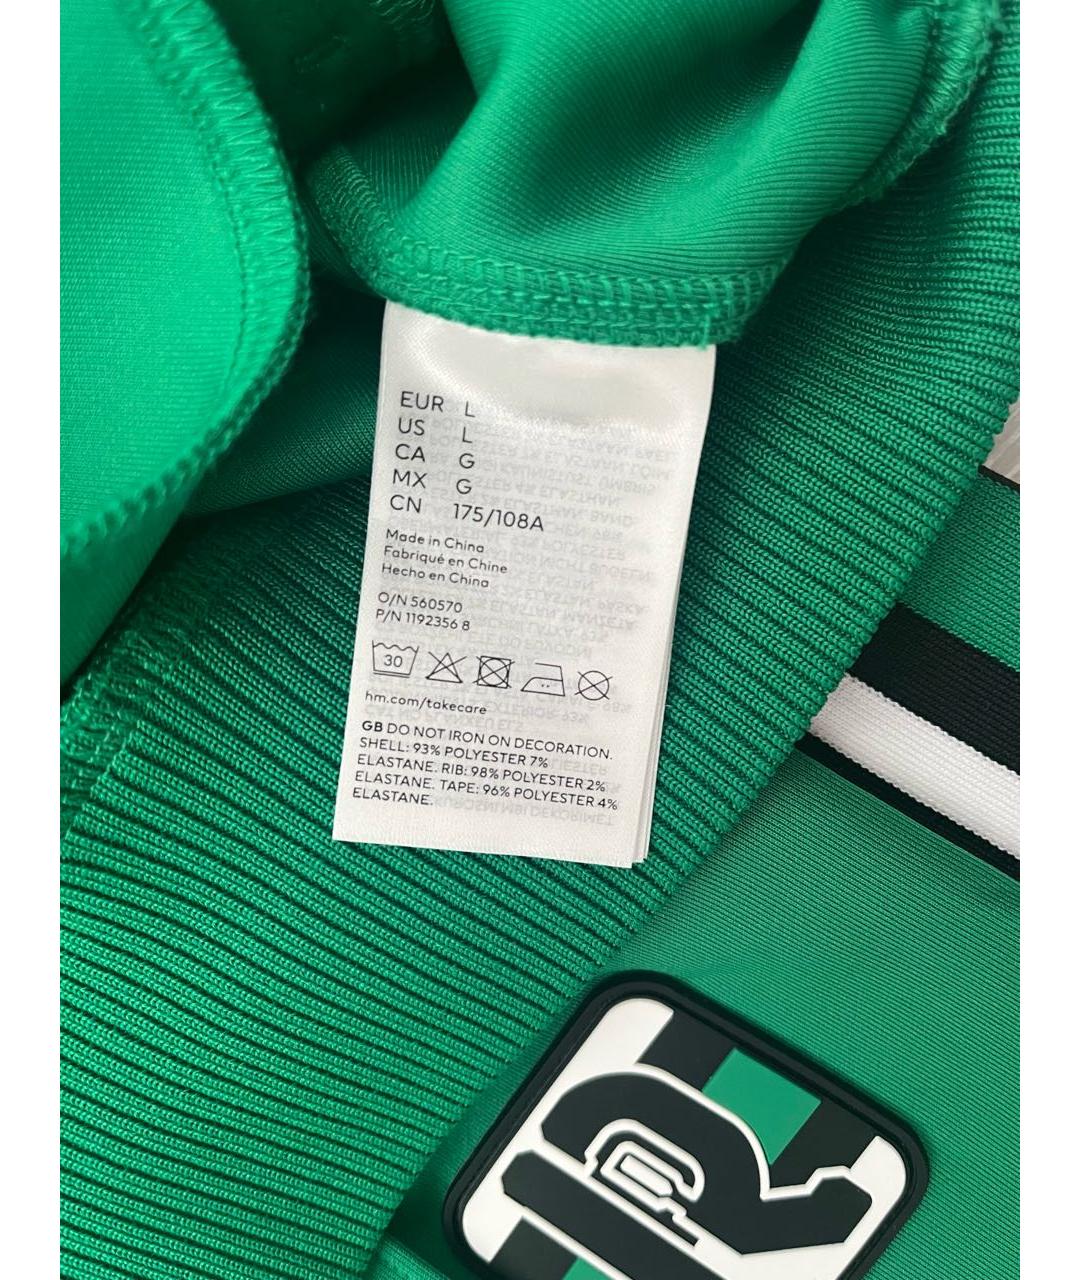 EUR L
US L
CA G
MX G
CN 175/108A
Made in China
Fabriqué en Chine
Hecho en China
O/N 560570
P/N 1192356 8
30
hm.com/takecare
GB DO NOT IRON ON DECORATION.
SHELL: 93% POLYESTER 7%
ELASTANE. RIB: 98% POLYESTER 2%
ELASTANE. TAPE: 96% POLYESTER 4%
ELASTANE.
R